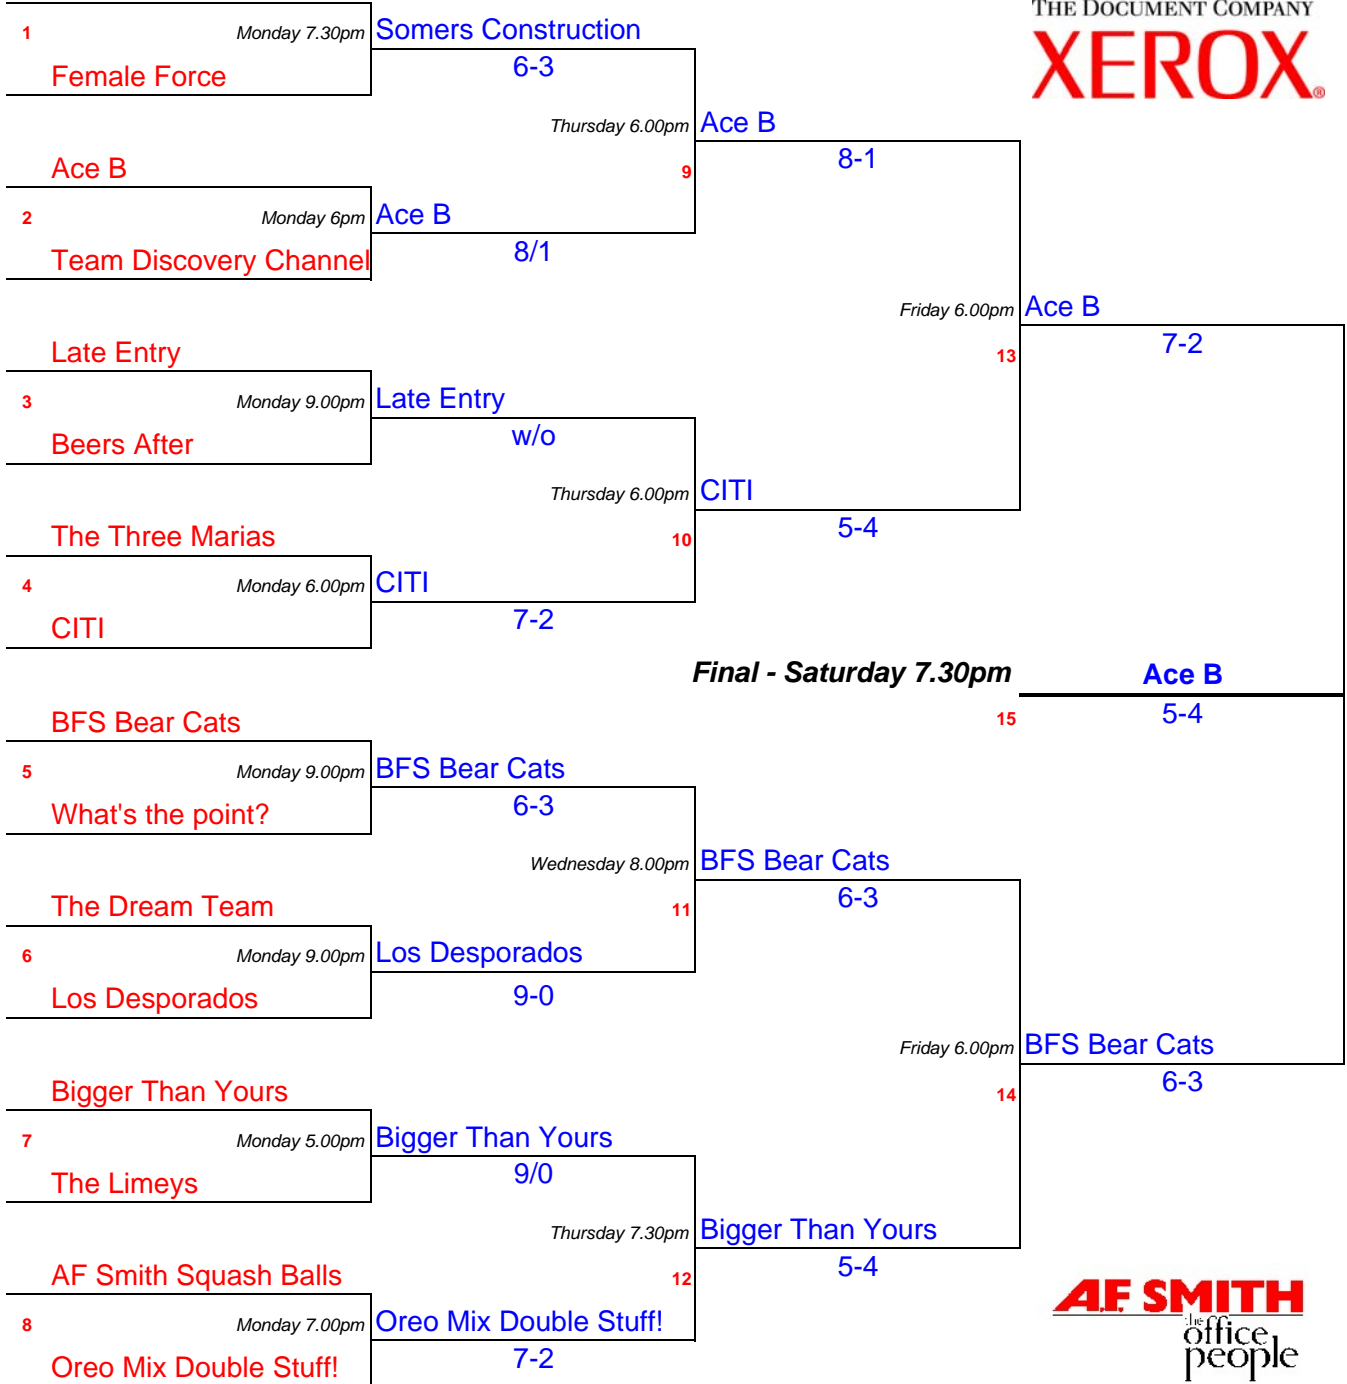 THE DOCUMENT COMPANY
XEROX®
1 Monday 7.30pm Somers Construction
Female Force 6-3
Thursday 6.00pm Ace B
Ace B 9 8-1
2 Monday 6pm Ace B
Team Discovery Channel 8/1
Friday 6.00pm Ace B
Late Entry 13 7-2
3 Monday 9.00pm Late Entry
Beers After w/o
Thursday 6.00pm CITI
The Three Marias 10 5-4
4 Monday 6.00pm CITI
CITI 7-2
Final - Saturday 7.30pm Ace B
BFS Bear Cats 15 5-4
5 Monday 9.00pm BFS Bear Cats
What's the point? 6-3
Wednesday 8.00pm BFS Bear Cats
The Dream Team 11 6-3
6 Monday 9.00pm Los Desporados
Los Desporados 9-0
Friday 6.00pm BFS Bear Cats
Bigger Than Yours 14 6-3
7 Monday 5.00pm Bigger Than Yours
The Limeys 9/0
Thursday 7.30pm Bigger Than Yours
AF Smith Squash Balls 12 5-4
8 Monday 7.00pm Oreo Mix Double Stuff!
Oreo Mix Double Stuff! 7-2
A.F. SMITH
the
office
people